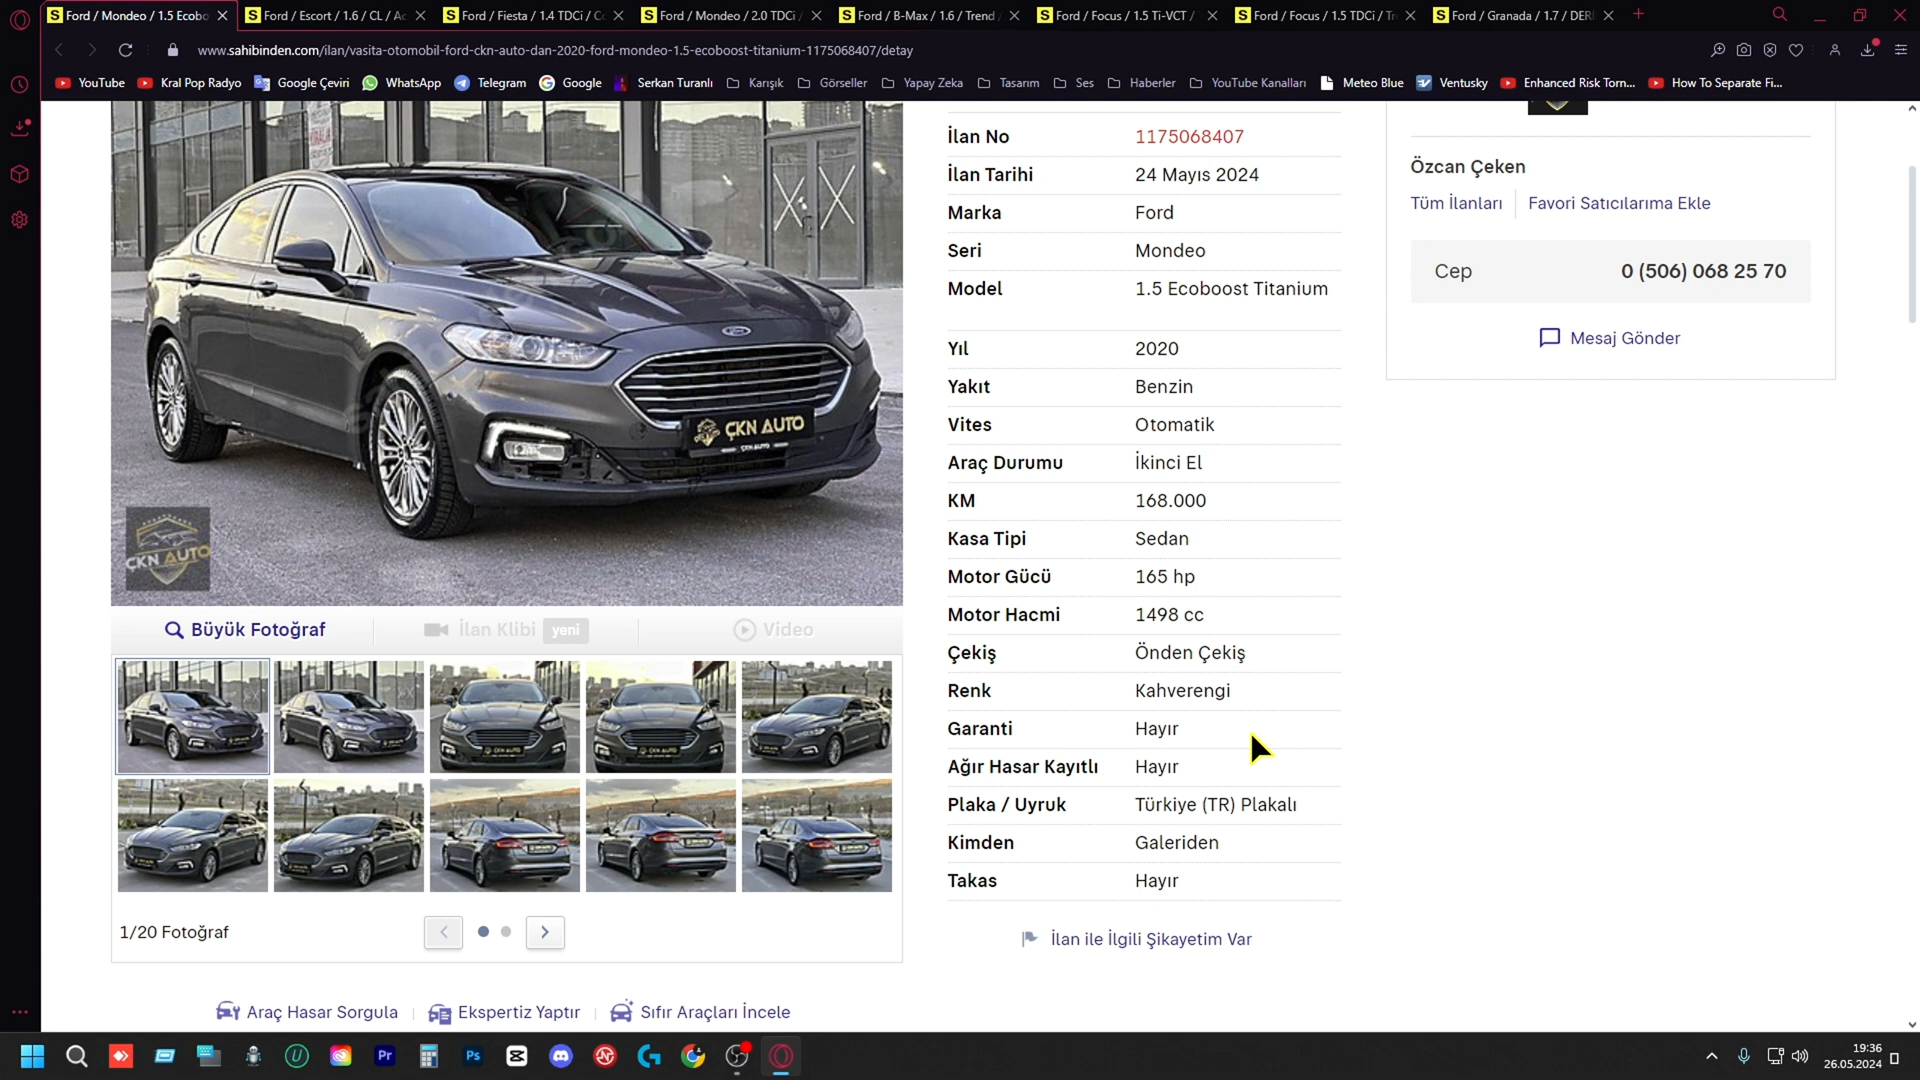 Ford / Mondeo / 1.5 Ecobo
Ford / Escort / 1.6 / CL / Ac
Ford / Fiesta / 1.4 TDCi / Co
Ford / Mondeo / 2.0 TDCi /
Ford / B-Max / 1.6 / Trend
Ford / Focus / 1.5 Ti-VCT /
Ford / Focus / 1.5 TDCi / Tr
Ford / Granada / 1.7 / DERİ
www.sahibinden.com/ilan/vasita-otomobil-ford-ckn-auto-dan-2020-ford-mondeo-1.5-ecoboost-titanium-1175068407/detay
YouTube
Kral Pop Radyo
Google Çeviri
WhatsApp
Telegram
Google
Serkan Turanlı
Karışık
Görseller
Yapay Zeka
Tasarım
Ses
Haberler
YouTube Kanalları
Meteo Blue
Ventusky
Enhanced Risk Torn...
How To Separate Fi...
ÇKN AUTO
ÇKN AUTO
Büyük Fotoğraf
İlan Klibi yeni
Video
1/20 Fotoğraf
Araç Hasar Sorgula
Ekspertiz Yaptır
Sıfır Araçları İncele
İlan No 1175068407
İlan Tarihi 24 Mayıs 2024
Marka Ford
Seri Mondeo
Model 1.5 Ecoboost Titanium
Yıl 2020
Yakıt Benzin
Vites Otomatik
Araç Durumu İkinci El
KM 168.000
Kasa Tipi Sedan
Motor Gücü 165 hp
Motor Hacmi 1498 cc
Çekiş Önden Çekiş
Renk Kahverengi
Garanti Hayır
Ağır Hasar Kayıtlı Hayır
Plaka / Uyruk Türkiye (TR) Plakalı
Kimden Galeriden
Takas Hayır
İlan ile İlgili Şikayetim Var
Özcan Çeken
Tüm İlanları
Favori Satıcılarıma Ekle
Cep 0 (506) 068 25 70
Mesaj Gönder
Pr
Ps
19:36
26.05.2024